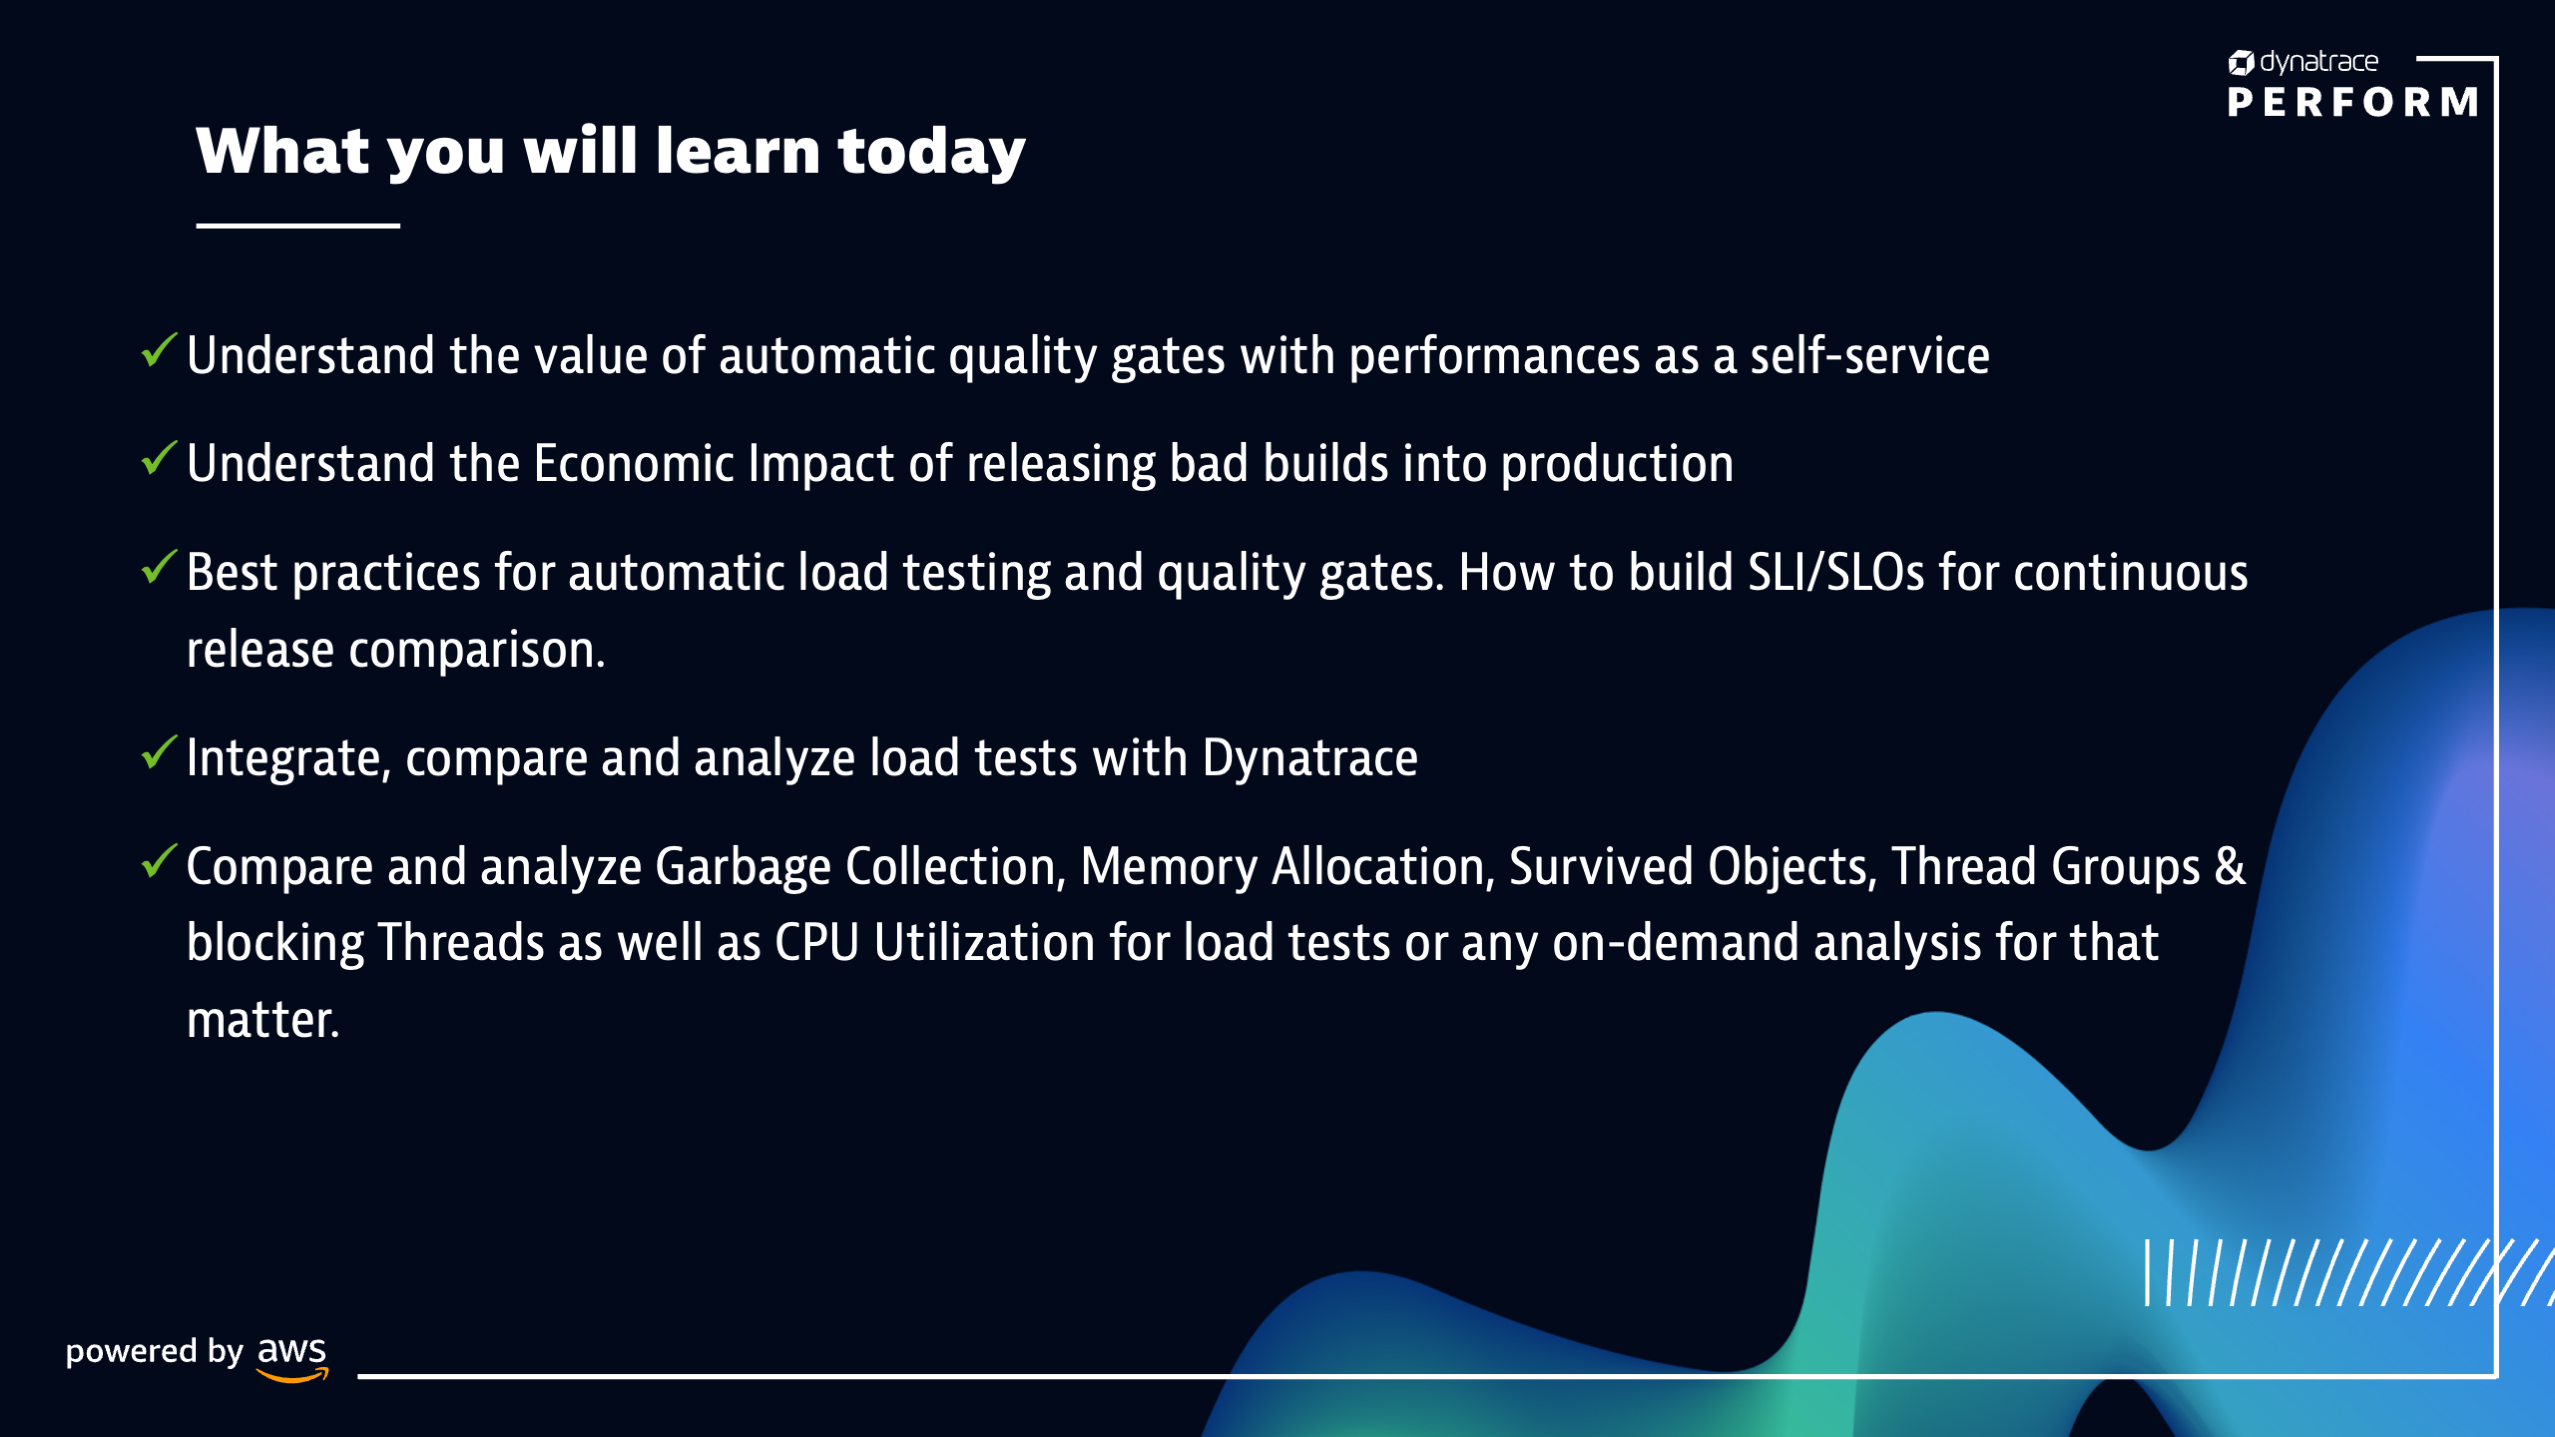 dynatrace
PERFORM
What you will learn today
✓ Understand the value of automatic quality gates with performances as a self-service
✓ Understand the Economic Impact of releasing bad builds into production
✓ Best practices for automatic load testing and quality gates. How to build SLI/SLOs for continuous
release comparison.
✓ Integrate, compare and analyze load tests with Dynatrace
✓ Compare and analyze Garbage Collection, Memory Allocation, Survived Objects, Thread Groups &
blocking Threads as well as CPU Utilization for load tests or any on-demand analysis for that
matter.
powered by aws